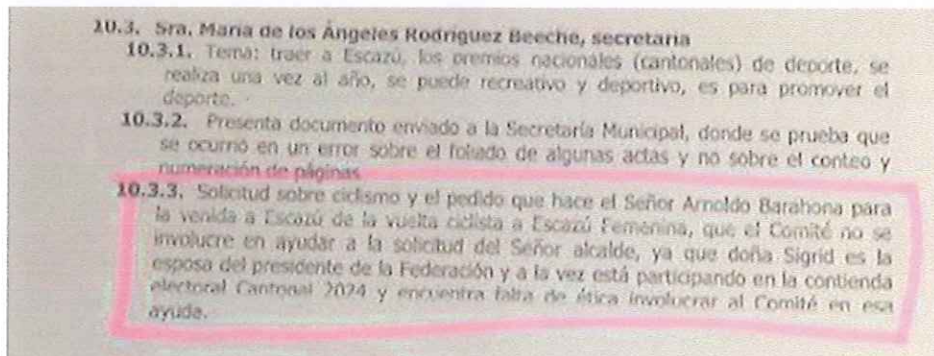 10.3. Sra. María de los Ángeles Rodríguez Beeche, secretaria
10.3.1. Tema: traer a Escazú, los premios nacionales (cantonales) de deporte, se
realiza una vez al año, se puede recreativo y deportivo, es para promover el
deporte.
10.3.2. Presenta documento enviado a la Secretaría Municipal, donde se prueba que
se ocurrió en un error sobre el foliado de algunas actas y no sobre el conteo y
numeración de páginas
10.3.3. Solicitud sobre ciclismo y el pedido que hace el Señor Arnoldo Barahona para
la venida a Escazú de la vuelta ciclista a Escazú Femenina, que el Comité no se
involucre en ayudar a la solicitud del Señor alcalde, ya que doña Sigrid es la
esposa del presidente de la Federación y a la vez está participando en la contienda
electoral Cantonal 2024 y encuentra falta de ética involucrar al Comité en esa
ayuda.